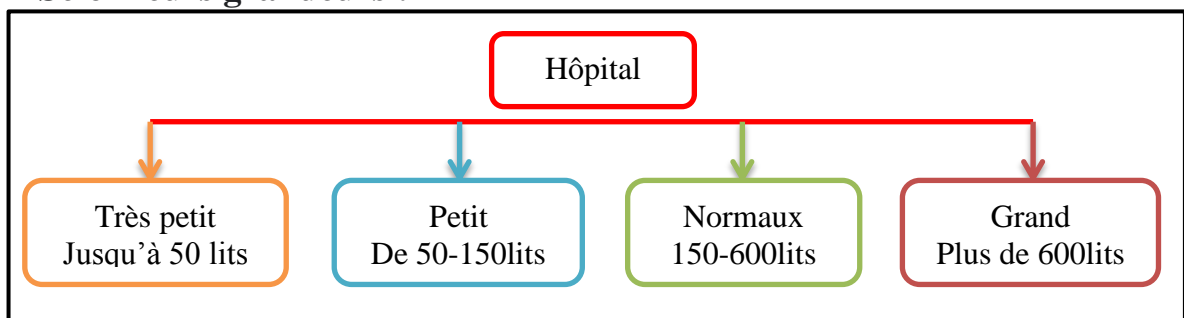 Hôpital
Très petit
Jusqu’à 50 lits
Petit
De 50-150lits
Normaux
150-600lits
Grand
Plus de 600lits